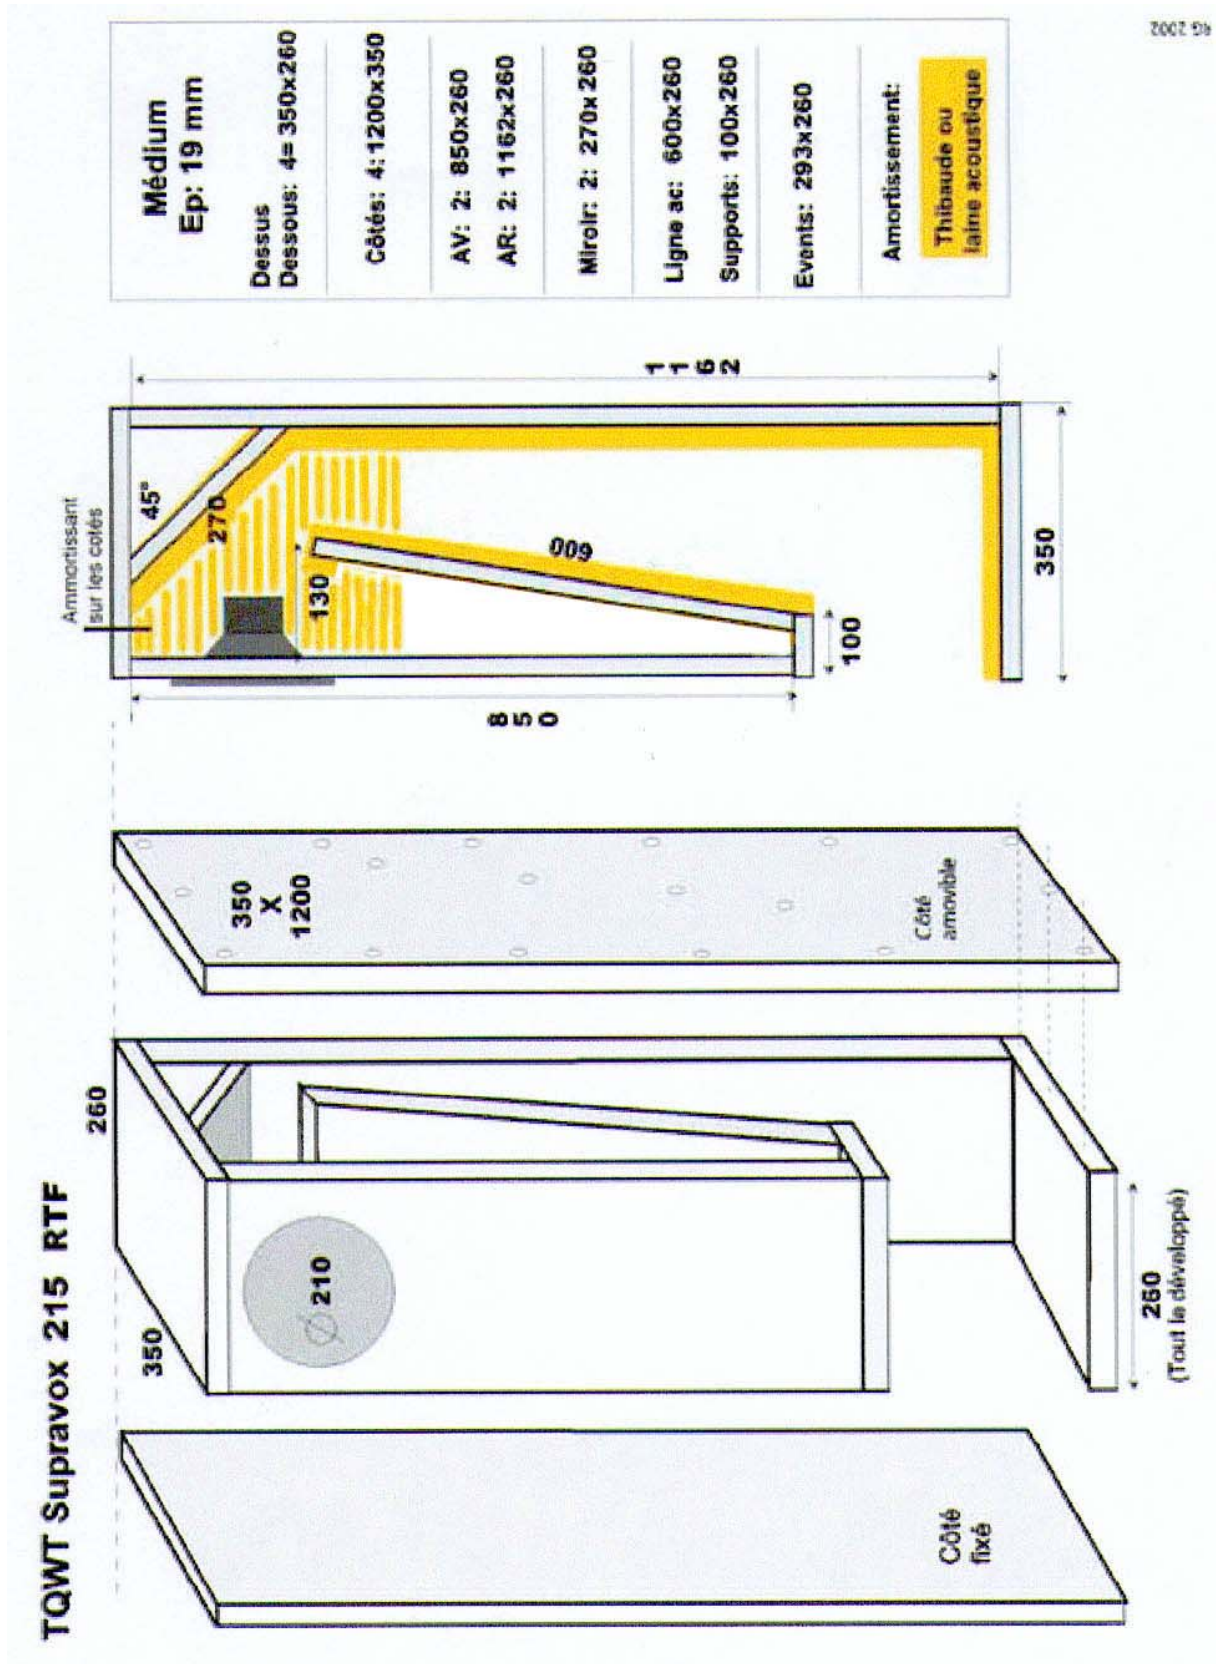 TQWT Supravox 215 RTF
Côté
fixé
350
260
Ø 210
260
(Tout le développé)
350
X
1200
Côté
amovible
Ammortissant
sur les cotés
45°
270
130
600
100
850
1162
350
Médium
Ep: 19 mm
Dessus
Dessous: 4= 350x260
Côtés: 4:1200x350
AV: 2: 850x260
AR: 2: 1162x260
Miroir: 2: 270x260
Ligne ac: 600x260
Supports: 100x260
Events: 293x260
Amortissement:
Thibaude ou
laine acoustique
RG 2002